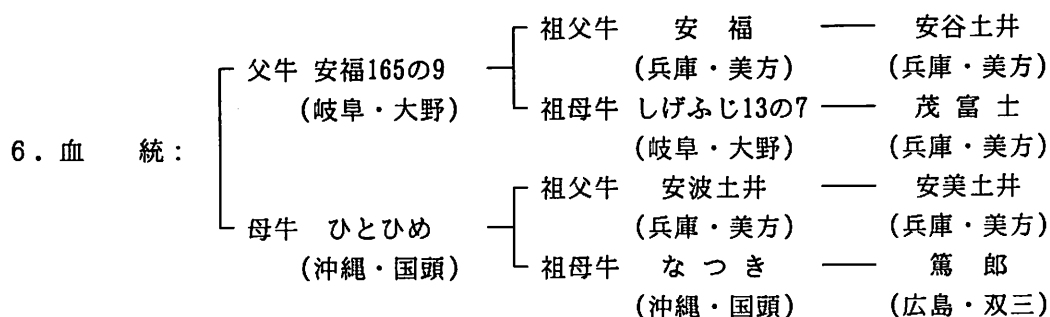 祖父牛 安 福 安谷土井
父牛 安福165の9 (兵庫・美方) (兵庫・美方)
(岐阜・大野) 祖母牛 しげふじ13の7 茂 富 士
6.血 統: (岐阜・大野) (兵庫・美方)
祖父牛 安波土井 安美土井
母牛 ひとひめ (兵庫・美方) (兵庫・美方)
(沖縄・国頭) 祖母牛 な つ き 篤 郎
(沖縄・国頭) (広島・双三)